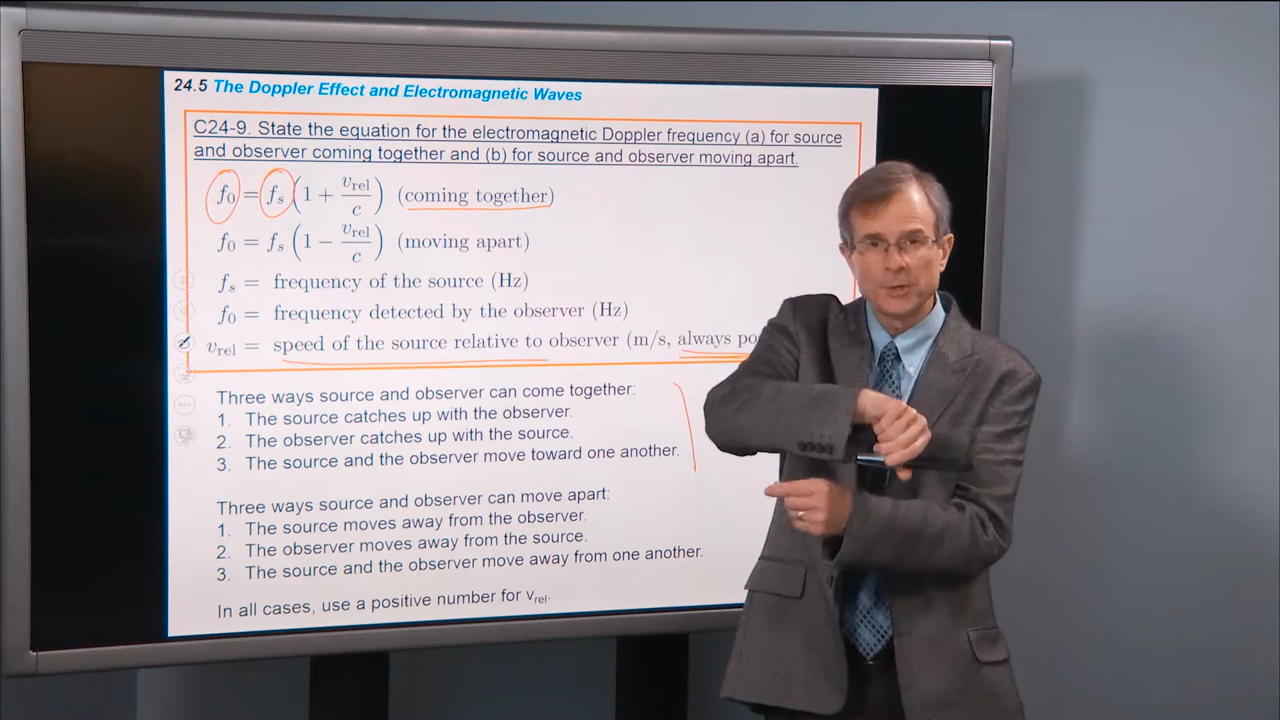 24.5 The Doppler Effect and Electromagnetic Waves
C24-9. State the equation for the electromagnetic Doppler frequency (a) for source
and observer coming together and (b) for source and observer moving apart.
f₀ = fₛ(1 + v_rel/c) (coming together)
f₀ = fₛ(1 − v_rel/c) (moving apart)
fₛ = frequency of the source (Hz)
f₀ = frequency detected by the observer (Hz)
v_rel = speed of the source relative to observer (m/s, always po
Three ways source and observer can come together:
1. The source catches up with the observer.
2. The observer catches up with the source.
3. The source and the observer move toward one another.
Three ways source and observer can move apart:
1. The source moves away from the observer.
2. The observer moves away from the source.
3. The source and the observer move away from one another.
In all cases, use a positive number for v_rel.